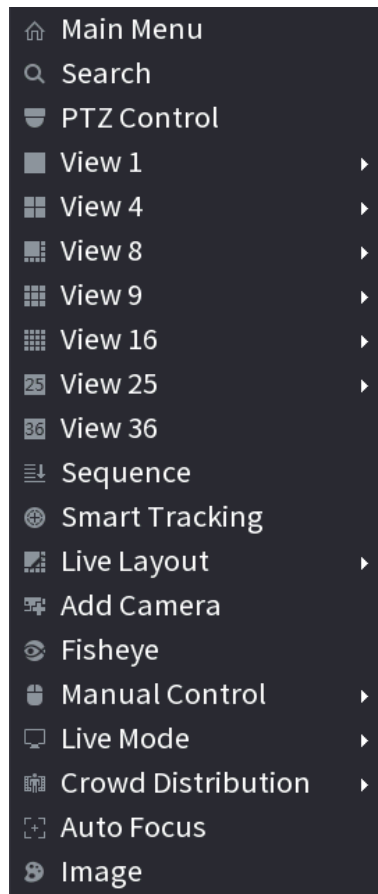 Main Menu
Search
PTZ Control
View 1
View 4
View 8
View 9
View 16
25 View 25
36 View 36
Sequence
Smart Tracking
Live Layout
Add Camera
Fisheye
Manual Control
Live Mode
Crowd Distribution
Auto Focus
Image